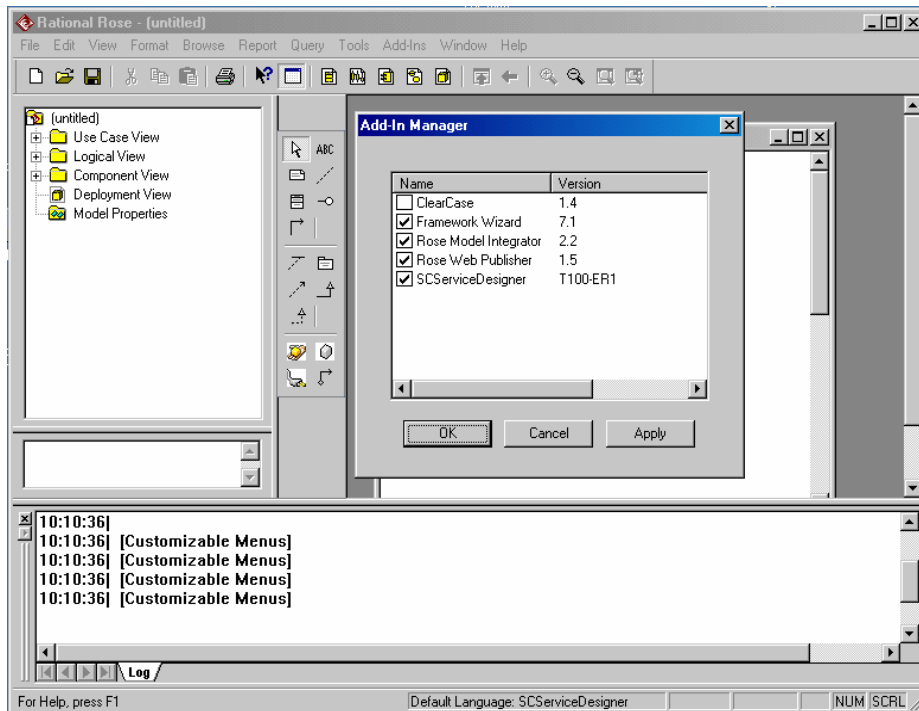 Rational Rose - (untitled)
File Edit View Format Browse Report Query Tools Add-Ins Window Help
(untitled)
Use Case View
Logical View
Component View
Deployment View
Model Properties
ABC
Add-In Manager
Name Version
ClearCase 1.4
Framework Wizard 7.1
Rose Model Integrator 2.2
Rose Web Publisher 1.5
SCServiceDesigner T100-ER1
OK Cancel Apply
10:10:36|
10:10:36| [Customizable Menus]
10:10:36| [Customizable Menus]
10:10:36| [Customizable Menus]
10:10:36| [Customizable Menus]
Log
For Help, press F1 Default Language: SCServiceDesigner NUM SCRL